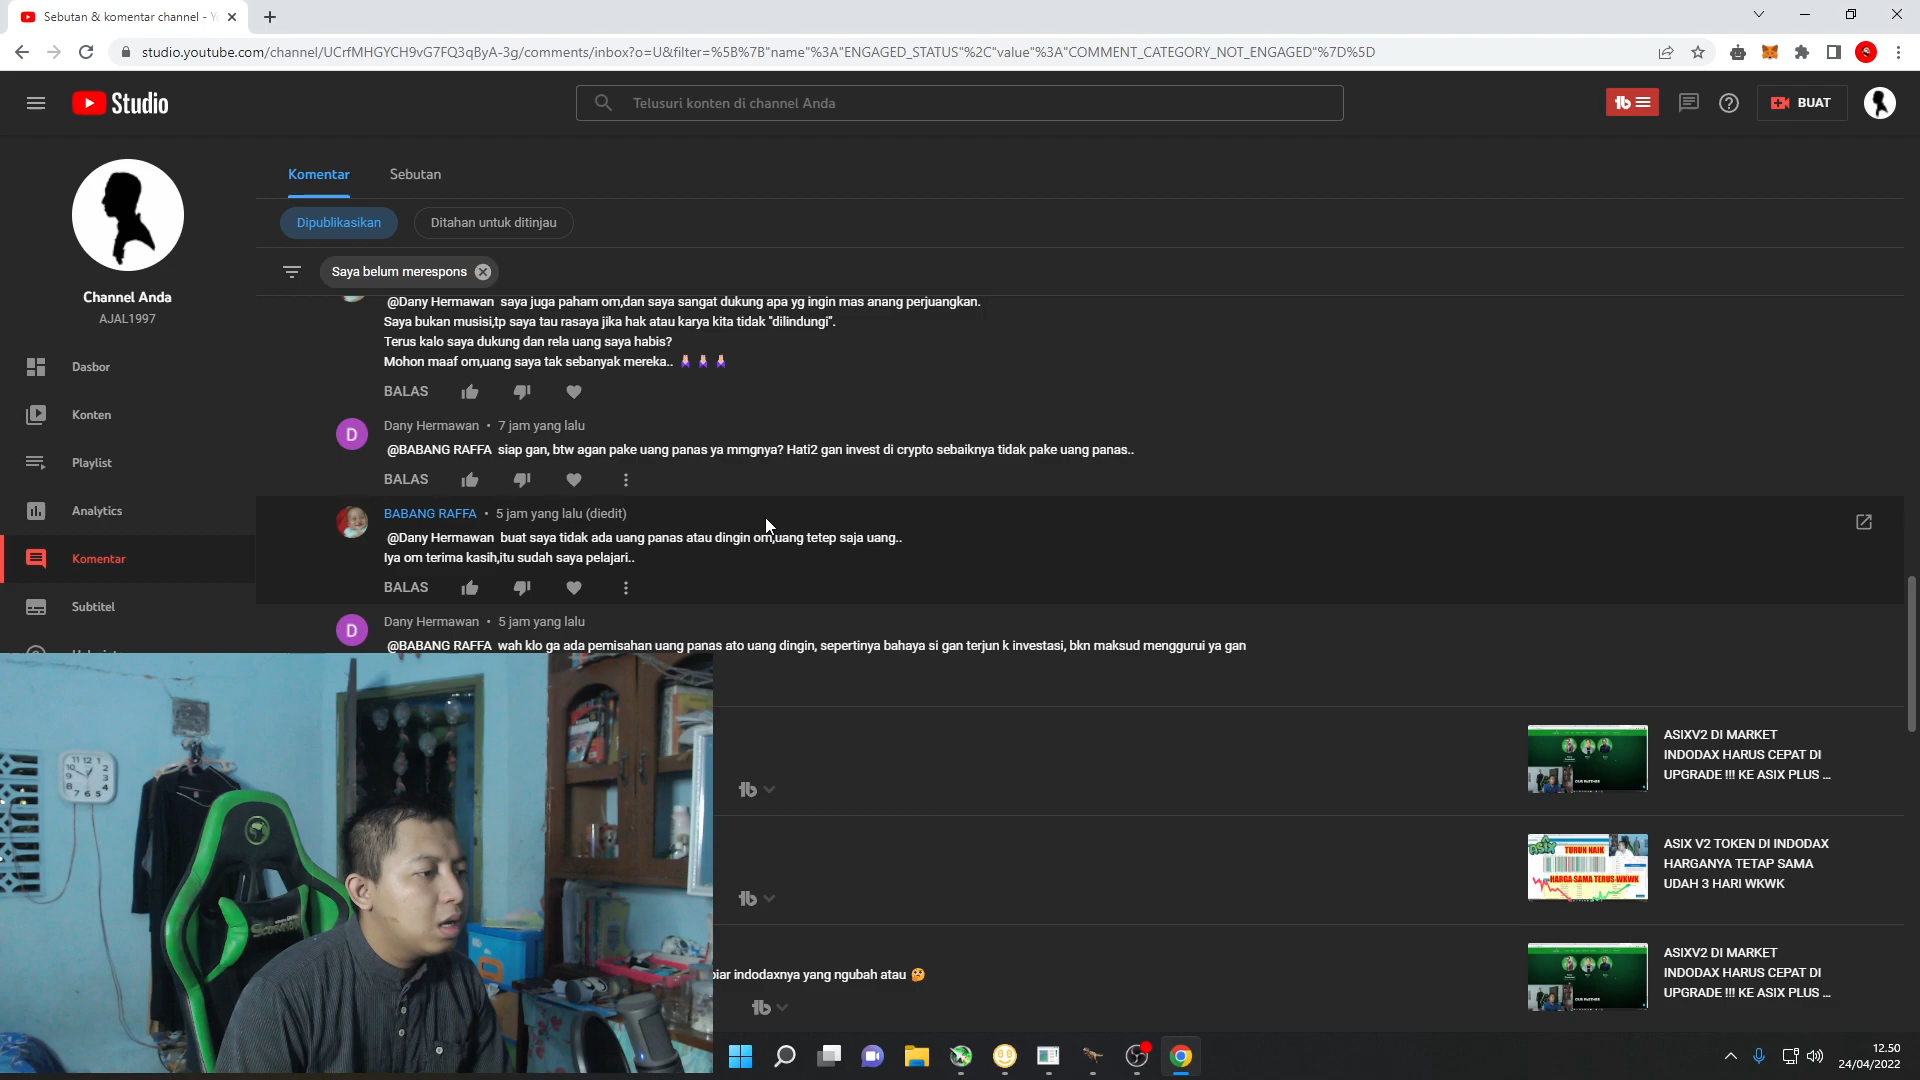 Sebutan & komentar channel - Y
studio.youtube.com/channel/UCrfMHGYCH9vG7FQ3qByA-3g/comments/inbox?o=U&filter=%5B%7B"name"%3A"ENGAGED_STATUS"%2C"value"%3A"COMMENT_CATEGORY_NOT_ENGAGED"%7D%5D
Studio
Telusuri konten di channel Anda
BUAT
Komentar
Sebutan
Dipublikasikan
Ditahan untuk ditinjau
Saya belum merespons
Channel Anda
AJAL1997
Dasbor
Konten
Playlist
Analytics
Komentar
Subtitel
@Dany Hermawan saya juga paham om,dan saya sangat dukung apa yg ingin mas anang perjuangkan.
Saya bukan musisi,tp saya tau rasaya jika hak atau karya kita tidak "dilindungi".
Terus kalo saya dukung dan rela uang saya habis?
Mohon maaf om,uang saya tak sebanyak mereka..
BALAS
D
Dany Hermawan • 7 jam yang lalu
@BABANG RAFFA siap gan, btw agan pake uang panas ya mmgnya? Hati2 gan invest di crypto sebaiknya tidak pake uang panas..
BALAS
BABANG RAFFA • 5 jam yang lalu (diedit)
@Dany Hermawan buat saya tidak ada uang panas atau dingin om,uang tetep saja uang..
Iya om terima kasih,itu sudah saya pelajari..
BALAS
D
Dany Hermawan • 5 jam yang lalu
@BABANG RAFFA wah klo ga ada pemisahan uang panas ato uang dingin, sepertinya bahaya si gan terjun k investasi, bkn maksud menggurui ya gan
ASIXV2 DI MARKET
INDODAX HARUS CEPAT DI
UPGRADE !!! KE ASIX PLUS ...
ASIX
TURUN NAIK
HARGA SAMA TERUS WKWK
ASIX V2 TOKEN DI INDODAX
HARGANYA TETAP SAMA
UDAH 3 HARI WKWK
biar indodaxnya yang ngubah atau 🤔
ASIXV2 DI MARKET
INDODAX HARUS CEPAT DI
UPGRADE !!! KE ASIX PLUS ...
12.50
24/04/2022